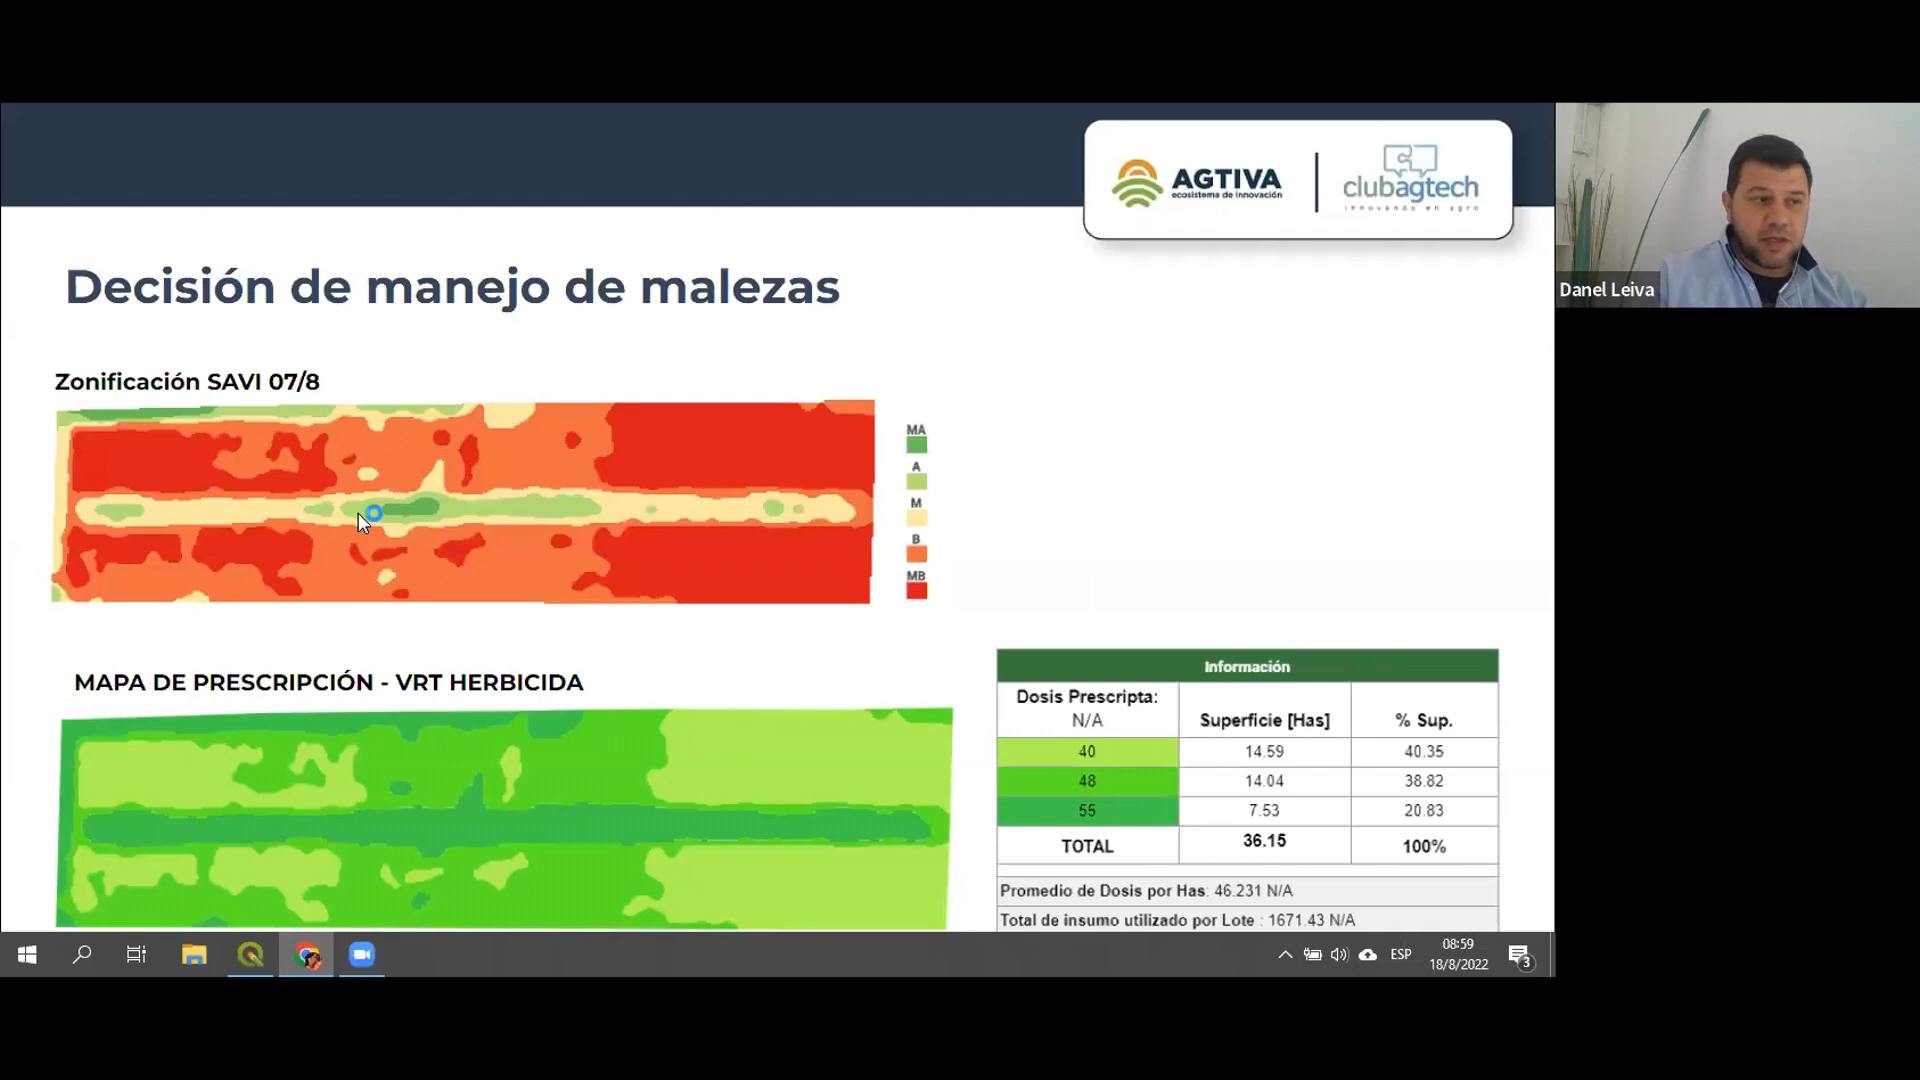 AGTIVA
ecosistema de innovación
clubagtech
innovando en agro
Danel Leiva
Decisión de manejo de malezas
Zonificación SAVI 07/8
MA
A
M
B
MB
MAPA DE PRESCRIPCIÓN - VRT HERBICIDA
Información
Dosis Prescripta:
N/A
Superficie [Has]
% Sup.
40 14.59 40.35
48 14.04 38.82
55 7.53 20.83
TOTAL 36.15 100%
Promedio de Dosis por Has: 46.231 N/A
Total de insumo utilizado por Lote : 1671.43 N/A
ESP
08:59
18/8/2022
3